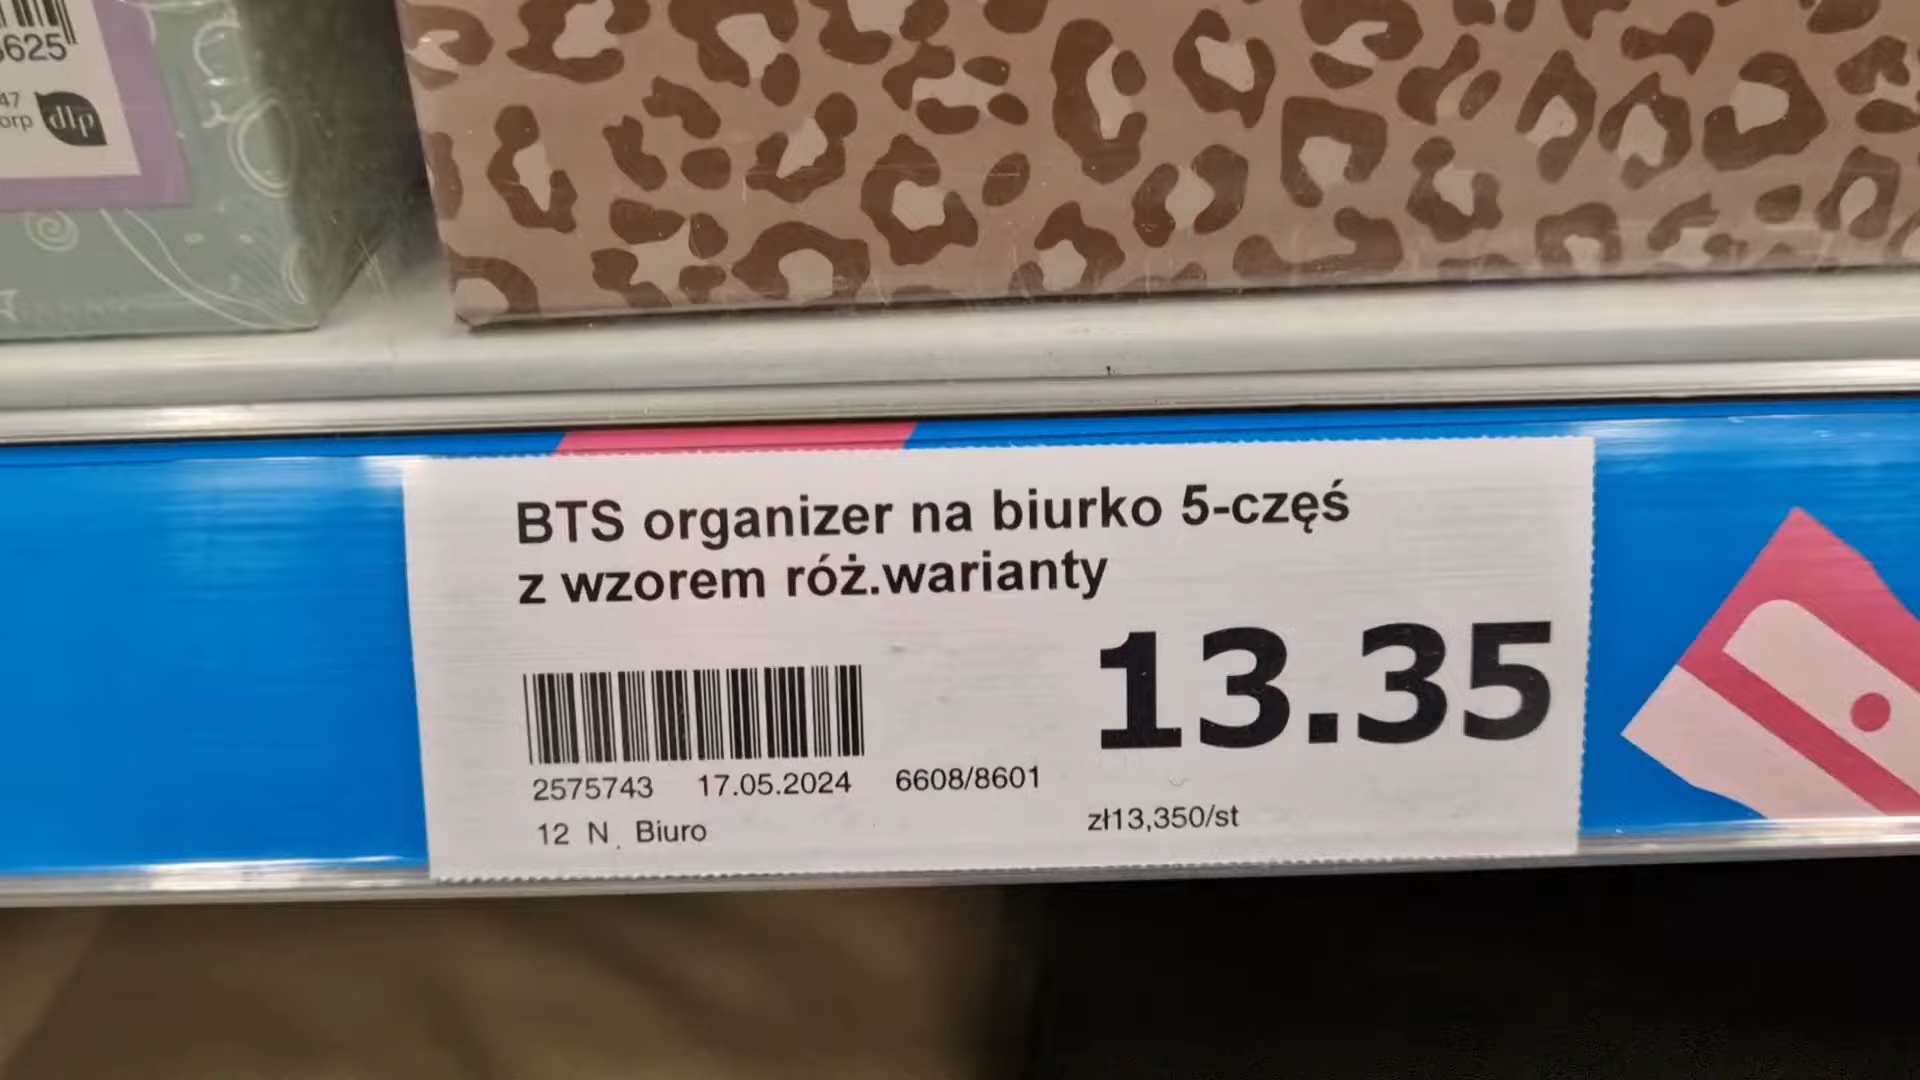 625
47
orp dlp
BTS organizer na biurko 5-częś
z wzorem róż.warianty
13.35
2575743 17.05.2024 6608/8601
zł13,350/st
12 N Biuro